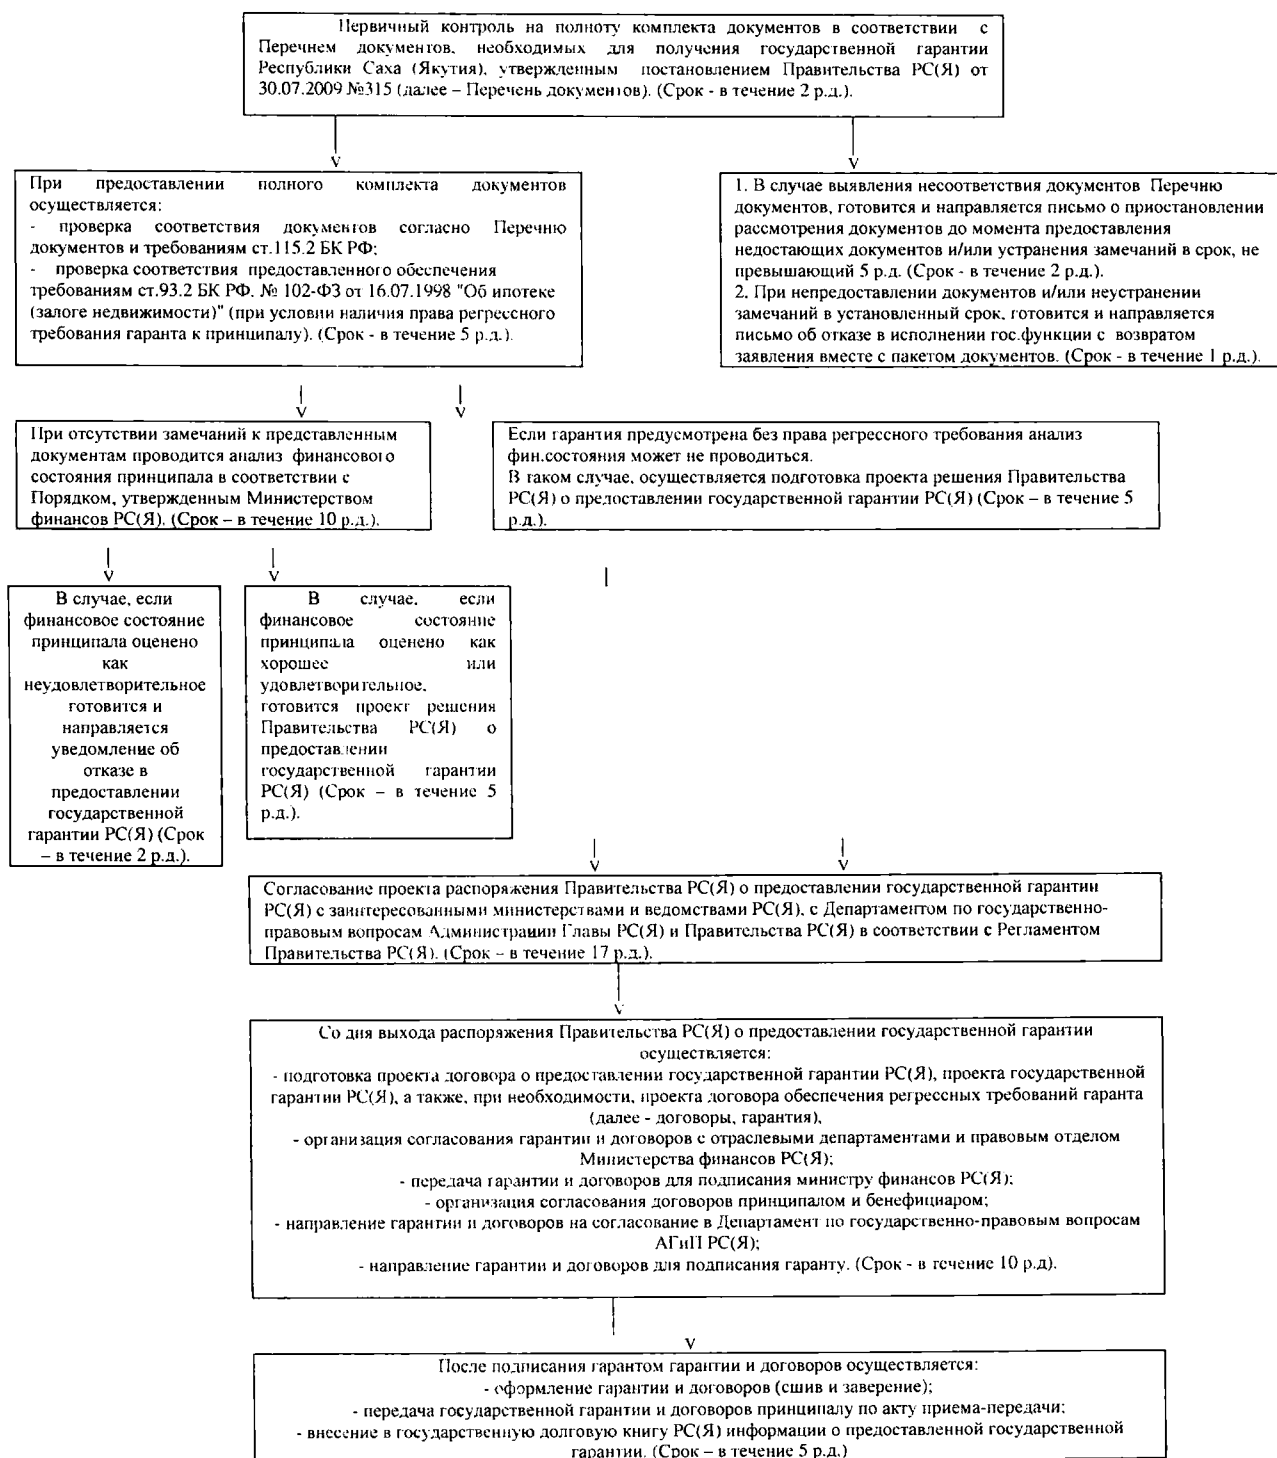 Первичный контроль на полноту комплекта документов в соответствии с
Перечнем документов, необходимых для получения государственной гарантии
Республики Саха (Якутия), утвержденным постановлением Правительства РС(Я) от
30.07.2009 №315 (далее – Перечень документов). (Срок - в течение 2 р.д.).
V
V
При предоставлении полного комплекта документов
осуществляется:
- проверка соответствия документов согласно Перечню
документов и требованиям ст.115.2 БК РФ;
- проверка соответствия предоставленного обеспечения
требованиям ст.93.2 БК РФ, № 102-ФЗ от 16.07.1998 "Об ипотеке
(залоге недвижимости)" (при условии наличия права регрессного
требования гаранта к принципалу). (Срок - в течение 5 р.д.).
1. В случае выявления несоответствия документов Перечню
документов, готовится и направляется письмо о приостановлении
рассмотрения документов до момента предоставления
недостающих документов и/или устранения замечаний в срок, не
превышающий 5 р.д. (Срок - в течение 2 р.д.).
2. При непредоставлении документов и/или неустранении
замечаний в установленный срок, готовится и направляется
письмо об отказе в исполнении гос.функции с возвратом
заявления вместе с пакетом документов. (Срок - в течение 1 р.д.).
V
V
При отсутствии замечаний к представленным
документам проводится анализ финансового
состояния принципала в соответствии с
Порядком, утвержденным Министерством
финансов РС(Я). (Срок – в течение 10 р.д.).
Если гарантия предусмотрена без права регрессного требования анализ
фин.состояния может не проводиться.
В таком случае, осуществляется подготовка проекта решения Правительства
РС(Я) о предоставлении государственной гарантии РС(Я) (Срок – в течение 5
р.д.).
V
V
В случае, если
финансовое состояние
принципала оценено
как
неудовлетворительное
готовится и
направляется
уведомление об
отказе в
предоставлении
государственной
гарантии РС(Я) (Срок
– в течение 2 р.д.).
В случае, если
финансовое состояние
принципала оценено как
хорошее или
удовлетворительное,
готовится проект решения
Правительства РС(Я) о
предоставлении
государственной гарантии
РС(Я) (Срок – в течение 5
р.д.).
V
V
Согласование проекта распоряжения Правительства РС(Я) о предоставлении государственной гарантии
РС(Я) с заинтересованными министерствами и ведомствами РС(Я), с Департаментом по государственно-
правовым вопросам Администрации Главы РС(Я) и Правительства РС(Я) в соответствии с Регламентом
Правительства РС(Я). (Срок – в течение 17 р.д.).
V
Со дня выхода распоряжения Правительства РС(Я) о предоставлении государственной гарантии
осуществляется:
- подготовка проекта договора о предоставлении государственной гарантии РС(Я), проекта государственной
гарантии РС(Я), а также, при необходимости, проекта договора обеспечения регрессных требований гаранта
(далее - договоры, гарантия),
- организация согласования гарантии и договоров с отраслевыми департаментами и правовым отделом
Министерства финансов РС(Я);
- передача гарантии и договоров для подписания министру финансов РС(Я);
- организация согласования договоров принципалом и бенефициаром;
- направление гарантии и договоров на согласование в Департамент по государственно-правовым вопросам
АГиП РС(Я);
- направление гарантии и договоров для подписания гаранту. (Срок - в течение 10 р.д).
V
После подписания гарантом гарантии и договоров осуществляется:
- оформление гарантии и договоров (сшив и заверение);
- передача государственной гарантии и договоров принципалу по акту приема-передачи;
- внесение в государственную долговую книгу РС(Я) информации о предоставленной государственной
гарантии. (Срок – в течение 5 р.д.)